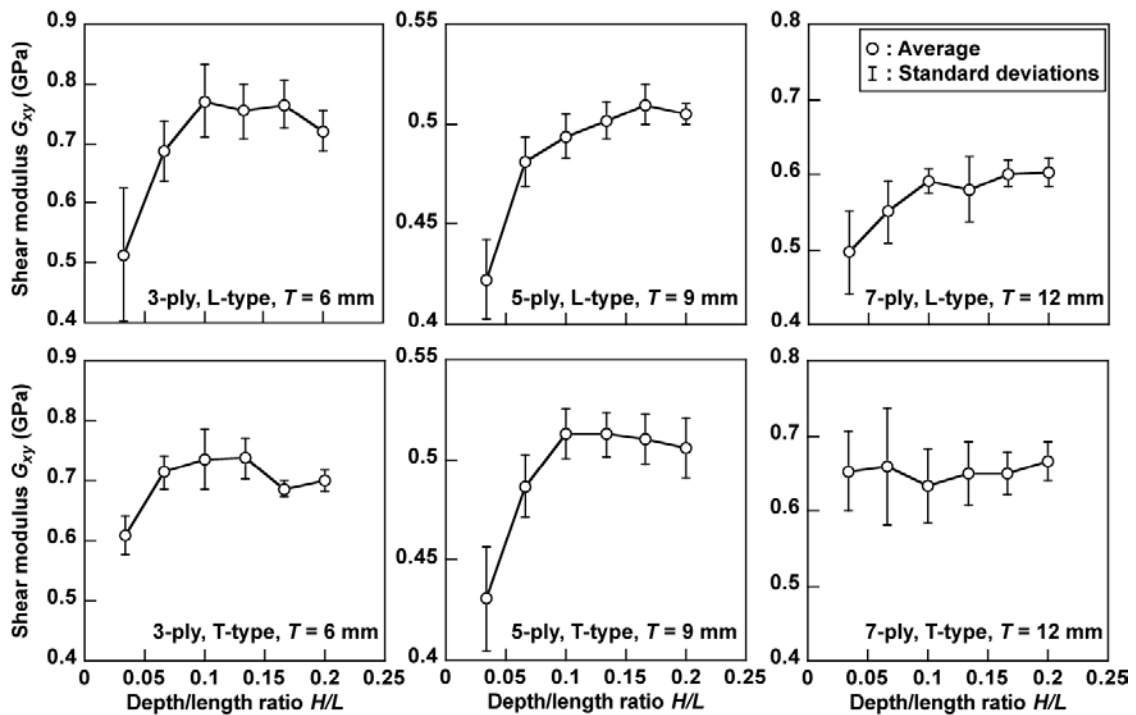 Shear modulus Gxy (GPa)
0.9
0.8
0.7
0.6
0.5
0.4
3-ply, L-type, T = 6 mm
0.55
0.5
0.45
0.4
5-ply, L-type, T = 9 mm
0.8
0.7
0.6
0.5
0.4
○ : Average
I : Standard deviations
7-ply, L-type, T = 12 mm
Shear modulus Gxy (GPa)
0.9
0.8
0.7
0.6
0.5
0.4
3-ply, T-type, T = 6 mm
0 0.05 0.1 0.15 0.2 0.25
Depth/length ratio H/L
0.55
0.5
0.45
0.4
5-ply, T-type, T = 9 mm
0 0.05 0.1 0.15 0.2 0.25
Depth/length ratio H/L
0.8
0.7
0.6
0.5
0.4
7-ply, T-type, T = 12 mm
0 0.05 0.1 0.15 0.2 0.25
Depth/length ratio H/L